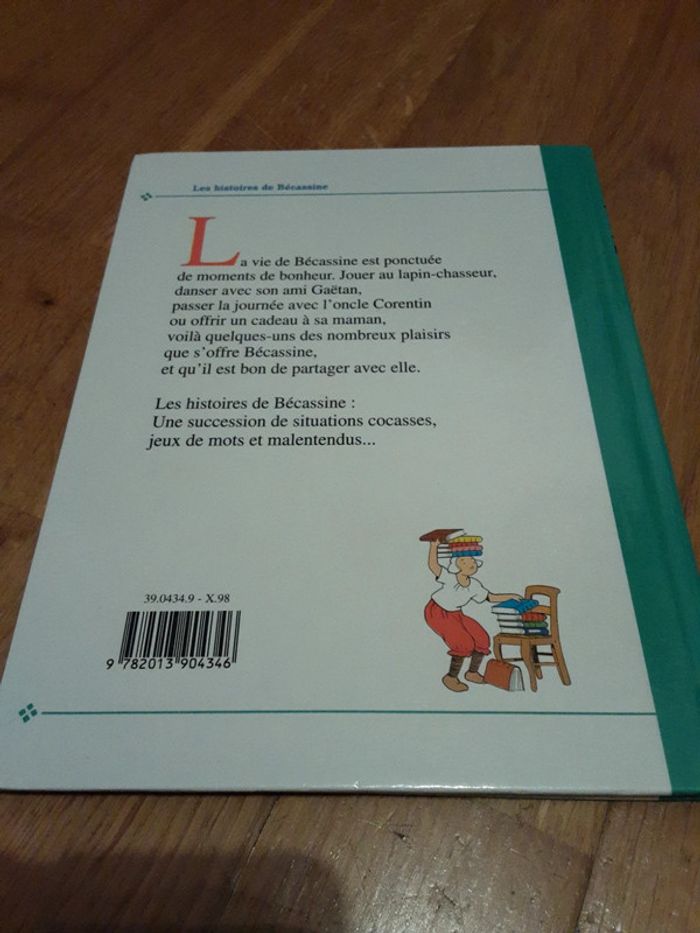 Les histoires de Bécassine
La vie de Bécassine est ponctuée
de moments de bonheur. Jouer au lapin-chasseur,
danser avec son ami Gaëtan,
passer la journée avec l'oncle Corentin
ou offrir un cadeau à sa maman,
voilà quelques-uns des nombreux plaisirs
que s'offre Bécassine,
et qu'il est bon de partager avec elle.
Les histoires de Bécassine :
Une succession de situations cocasses,
jeux de mots et malentendus...
39.0434.9 - X.98
9 782013 904346